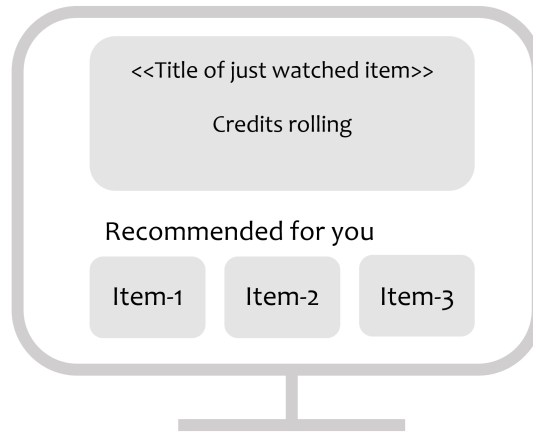 <<Title of just watched item>>
Credits rolling
Recommended for you
Item-1 Item-2 Item-3